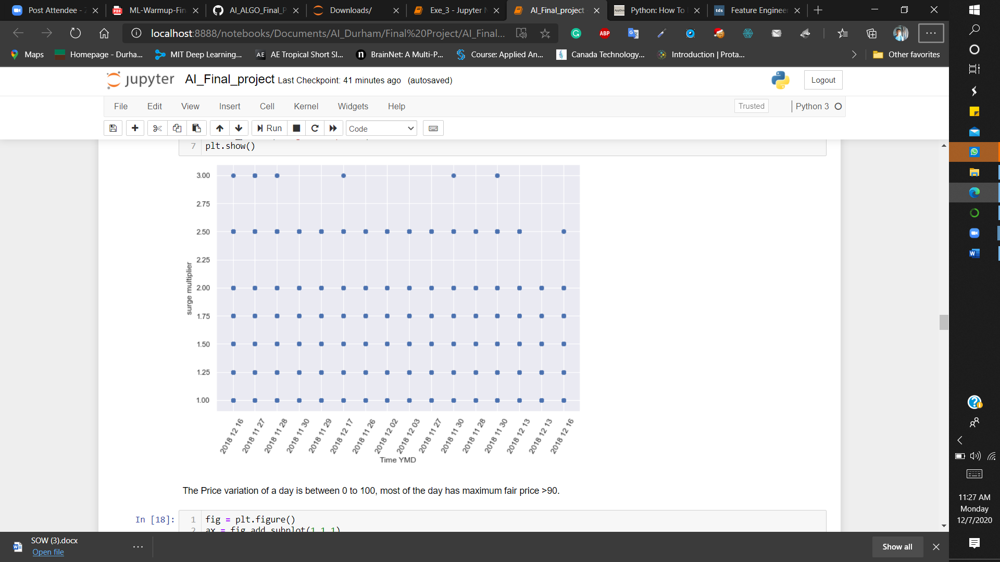 Post Attendee - Z
ML-Warmup-Fin
AI_ALGO_Final_P
Downloads/
Exe_3 - Jupyter N
AI_Final_project
Python: How To
Feature Engineer
localhost:8888/notebooks/Documents/AI_Durham/Final%20Project/AI_Final...
ABP
Maps
Homepage - Durha...
MIT Deep Learning...
AE AE Tropical Short Sl...
n BrainNet: A Multi-P...
Course: Applied An...
Canada Technology...
Introduction | Prota...
Other favorites
jupyter AI_Final_project Last Checkpoint: 41 minutes ago (autosaved)
Logout
File Edit View Insert Cell Kernel Widgets Help
Trusted
Python 3
Run
Code
7 plt.show()
3.00
2.75
2.50
2.25
2.00
1.75
1.50
1.25
1.00
surge multiplier
2018 12 16
2018 11 27
2018 11 28
2018 11 30
2018 11 29
2018 12 17
2018 11 26
2018 12 02
2018 12 03
2018 11 27
2018 11 30
2018 11 28
2018 11 30
2018 12 13
2018 12 13
2018 12 16
Time YMD
The Price variation of a day is between 0 to 100, most of the day has maximum fair price >90.
In [18]:
1 fig = plt.figure()
2 ax = fig.add_subplot(1,1,1)
SOW (3).docx
Open file
Show all
11:27 AM
Monday
12/7/2020